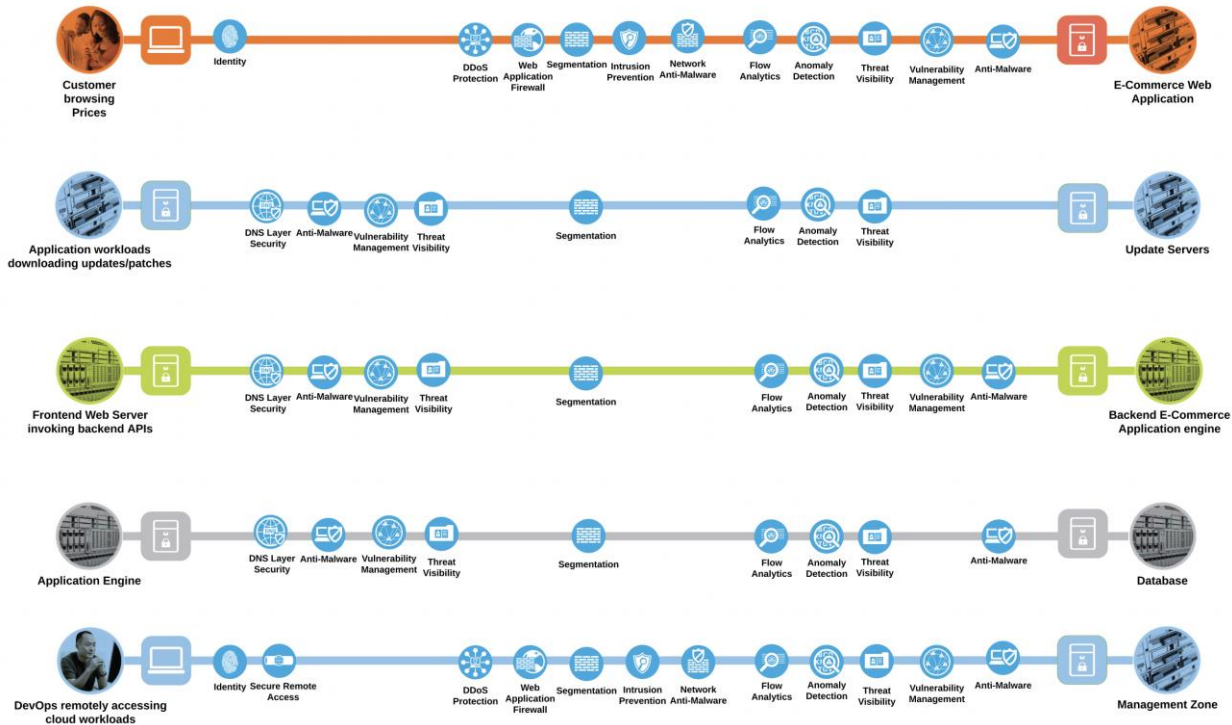 Identity
DDoS
Protection
Web
Application
Firewall
Segmentation
Intrusion
Prevention
Network
Anti-Malware
Flow
Analytics
Anomaly
Detection
Threat
Visibility
Vulnerability
Management
Anti-Malware
Customer
browsing
Prices
E-Commerce Web
Application
DNS Layer
Security
Anti-Malware
Vulnerability
Management
Threat
Visibility
Segmentation
Flow
Analytics
Anomaly
Detection
Threat
Visibility
Application workloads
downloading updates/patches
Update Servers
DNS Layer
Security
Anti-Malware
Vulnerability
Management
Threat
Visibility
Segmentation
Flow
Analytics
Anomaly
Detection
Threat
Visibility
Vulnerability
Management
Anti-Malware
Frontend Web Server
invoking backend APIs
Backend E-Commerce
Application engine
DNS Layer
Security
Anti-Malware
Vulnerability
Management
Threat
Visibility
Segmentation
Flow
Analytics
Anomaly
Detection
Threat
Visibility
Anti-Malware
Application Engine
Database
Identity
Secure Remote
Access
DDoS
Protection
Web
Application
Firewall
Segmentation
Intrusion
Prevention
Network
Anti-Malware
Flow
Analytics
Anomaly
Detection
Threat
Visibility
Vulnerability
Management
Anti-Malware
DevOps remotely accessing
cloud workloads
Management Zone